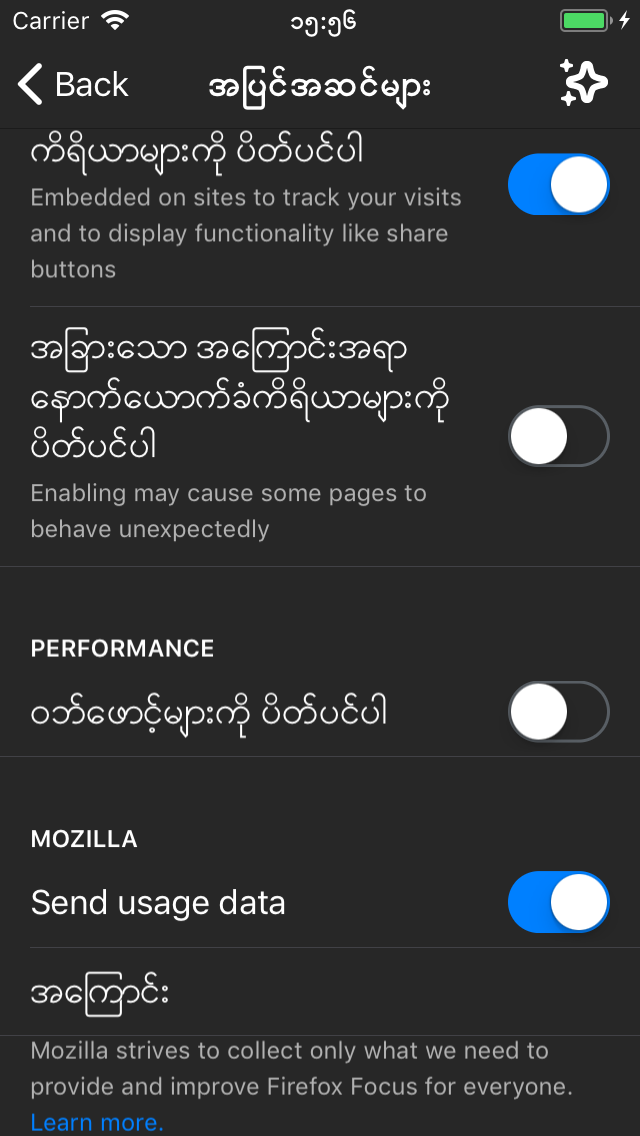 Carrier ၁၅:၅၆
Back အပြင်အဆင်များ
ကိရိယာများကို ပိတ်ပင်ပါ
Embedded on sites to track your visits
and to display functionality like share
buttons
အခြားသော အကြောင်းအရာ
နောက်ယောက်ခံကိရိယာများကို
ပိတ်ပင်ပါ
Enabling may cause some pages to
behave unexpectedly
PERFORMANCE
ဝဘ်ဖောင့်များကို ပိတ်ပင်ပါ
MOZILLA
Send usage data
အကြောင်း
Mozilla strives to collect only what we need to
provide and improve Firefox Focus for everyone.
Learn more.